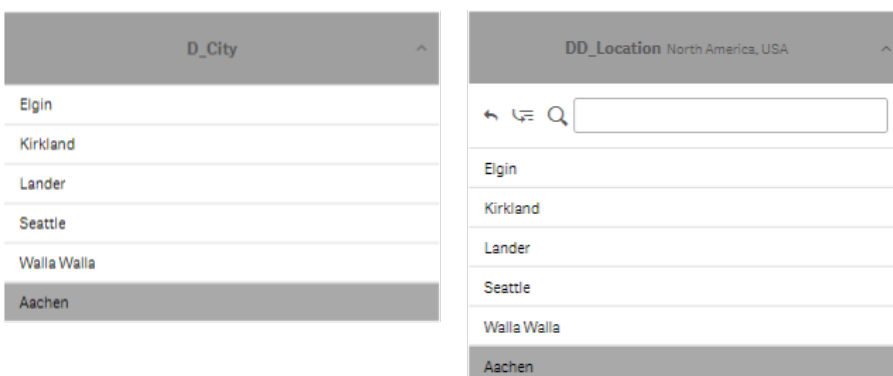 D_City
Elgin
Kirkland
Lander
Seattle
Walla Walla
Aachen
DD_Location North America, USA
Elgin
Kirkland
Lander
Seattle
Walla Walla
Aachen